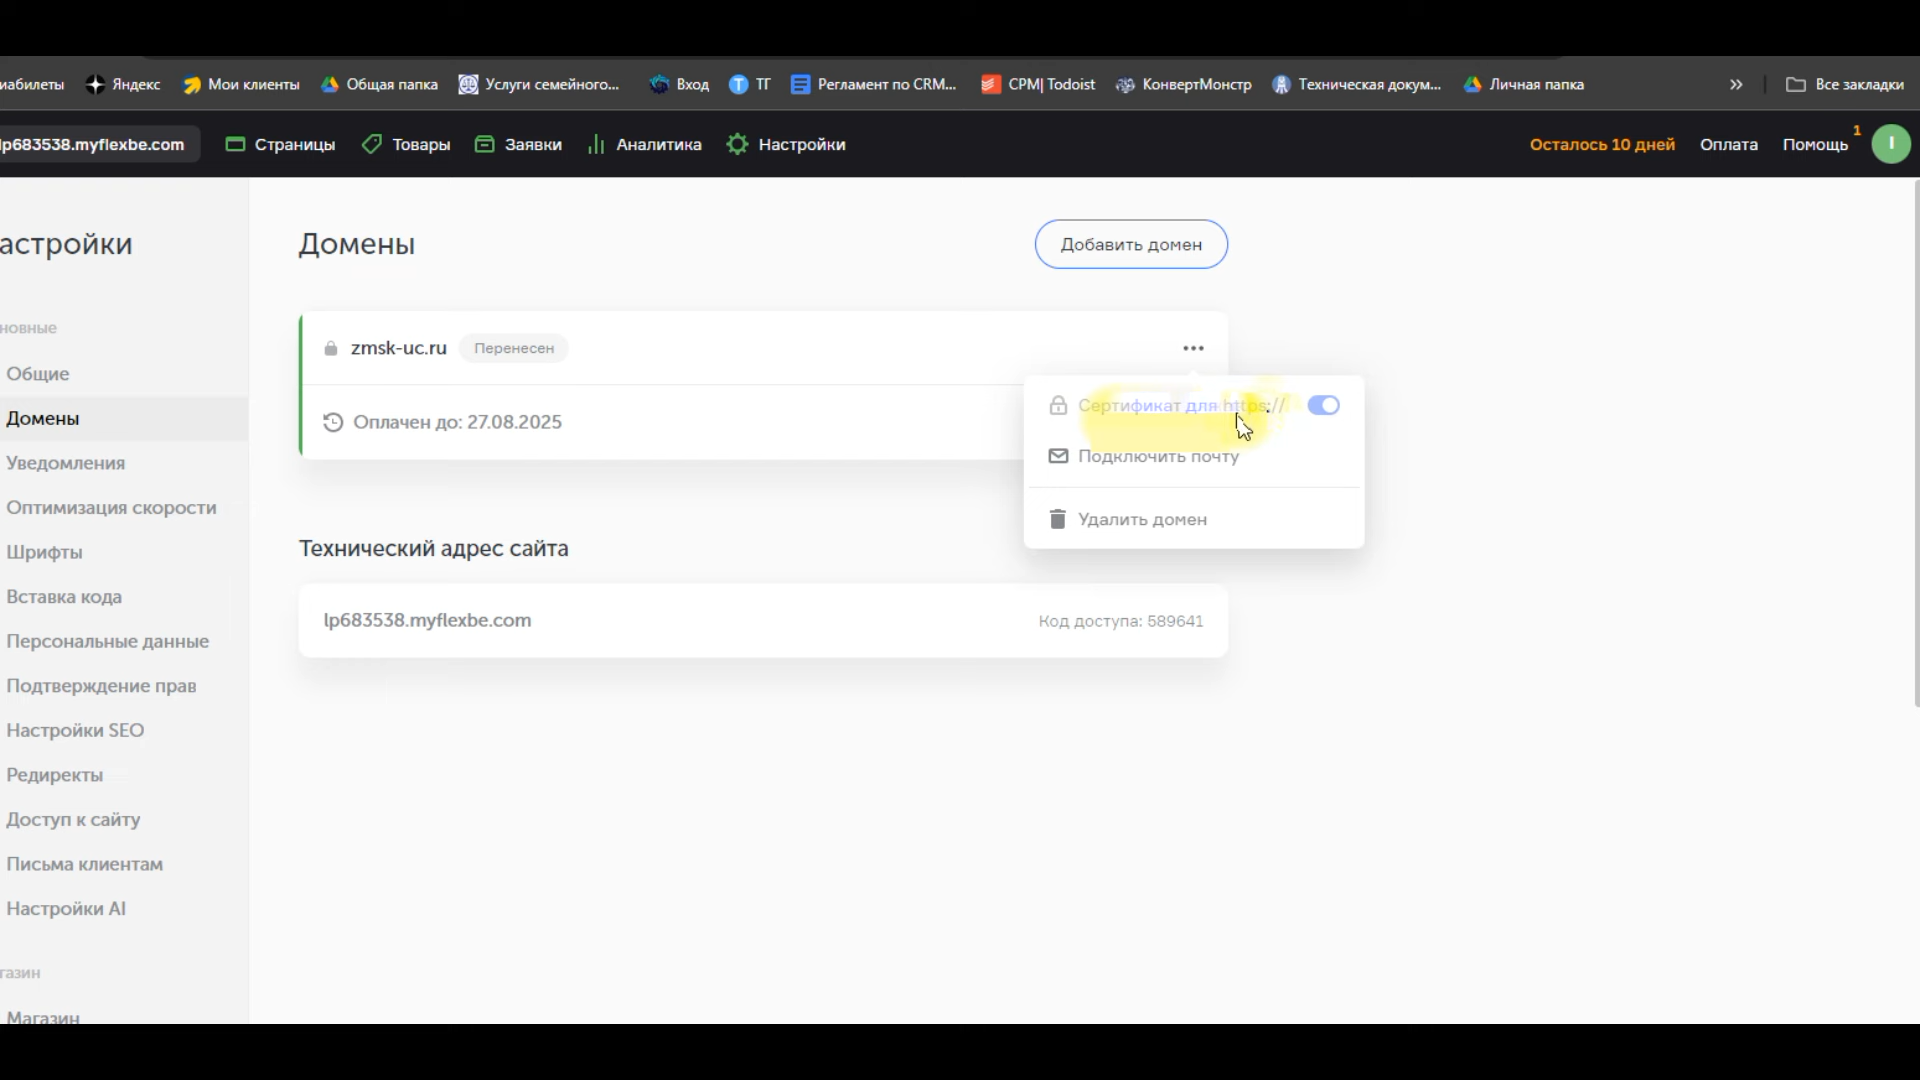 иабилеты Яндекс Мои клиенты Общая папка Услуги семейного... Вход ТГ Регламент по CRM... СРМ| Todoist КонвертМонстр Техническая докум... Личная папка » Все закладки
lp683538.myflexbe.com Страницы Товары Заявки Аналитика Настройки Осталось 10 дней Оплата Помощь 1 I
астройки
Домены
Добавить домен
новные
Общие
Домены
Уведомления
Оптимизация скорости
Шрифты
Вставка кода
Персональные данные
Подтверждение прав
Настройки SEO
Редиректы
Доступ к сайту
Письма клиентам
Настройки AI
газин
Магазин
zmsk-uc.ru Перенесен
Оплачен до: 27.08.2025
Сертификат для https://
Подключить почту
Удалить домен
Технический адрес сайта
lp683538.myflexbe.com Код доступа: 589641